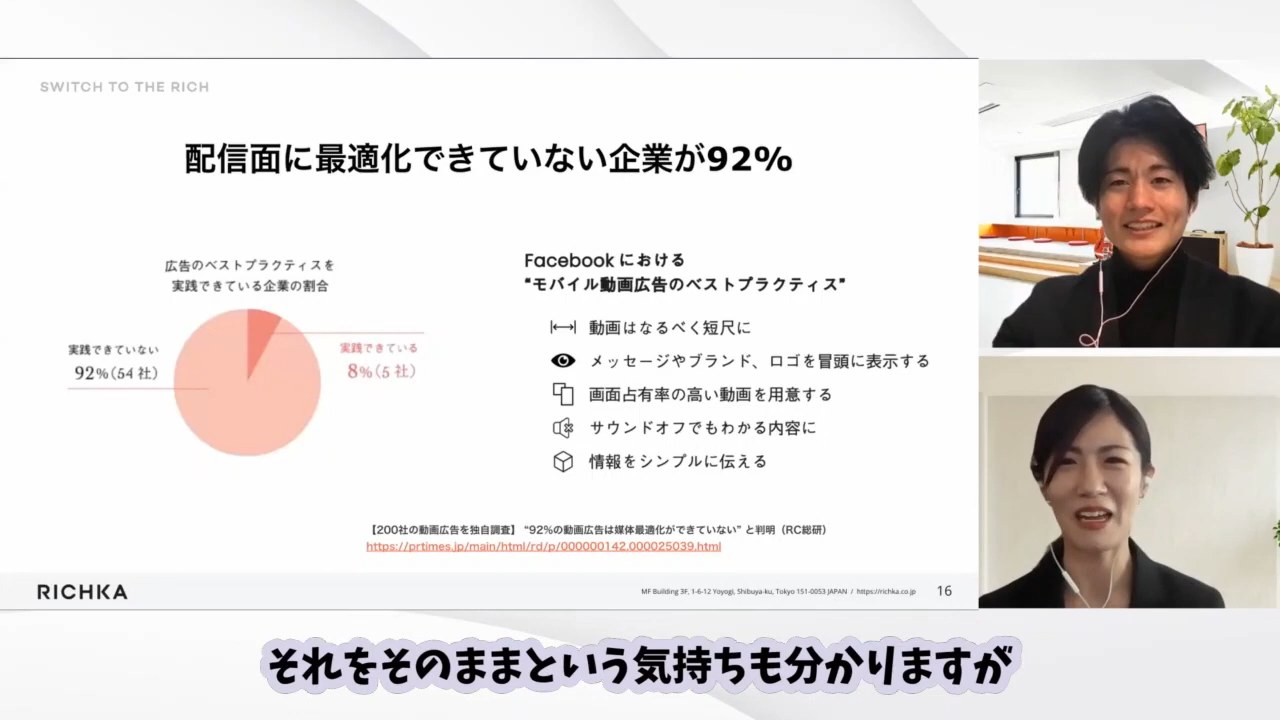 SWITCH TO THE RICH
配信面に最適化できていない企業が92%
広告のベストプラクティスを
実践できている企業の割合
実践できていない
92%(54 社)
実践できている
8%(5 社)
Facebook における
“モバイル動画広告のベストプラクティス”
動画はなるべく短尺に
メッセージやブランド、ロゴを冒頭に表示する
画面占有率の高い動画を用意する
サウンドオフでもわかる内容に
情報をシンプルに伝える
【200社の動画広告を独自調査】 “92%の動画広告は媒体最適化ができていない” と判明（RC総研）
https://prtimes.jp/main/html/rd/p/000000142.000025039.html
RICHKA
MF Building 3F, 1-6-12 Yoyogi, Shibuya-ku, Tokyo 151-0053 JAPAN / https://richka.co.jp
16
それをそのままという気持ちも分かりますが